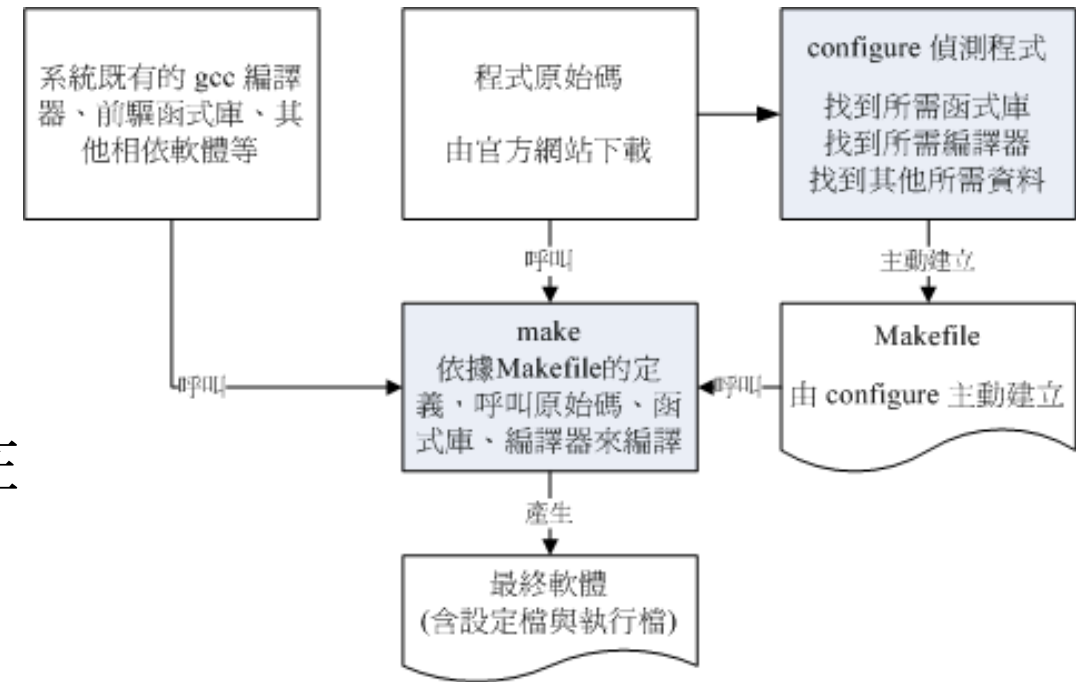 系統既有的 gcc 編譯
器、前驅函式庫、其
他相依軟體等
程式原始碼
由官方網站下載
configure 偵測程式
找到所需函式庫
找到所需編譯器
找到其他所需資料
呼叫
主動建立
make
依據Makefile的定
義，呼叫原始碼、函
式庫、編譯器來編譯
呼叫
呼叫
Makefile
由 configure 主動建立
產生
最終軟體
(含設定檔與執行檔)